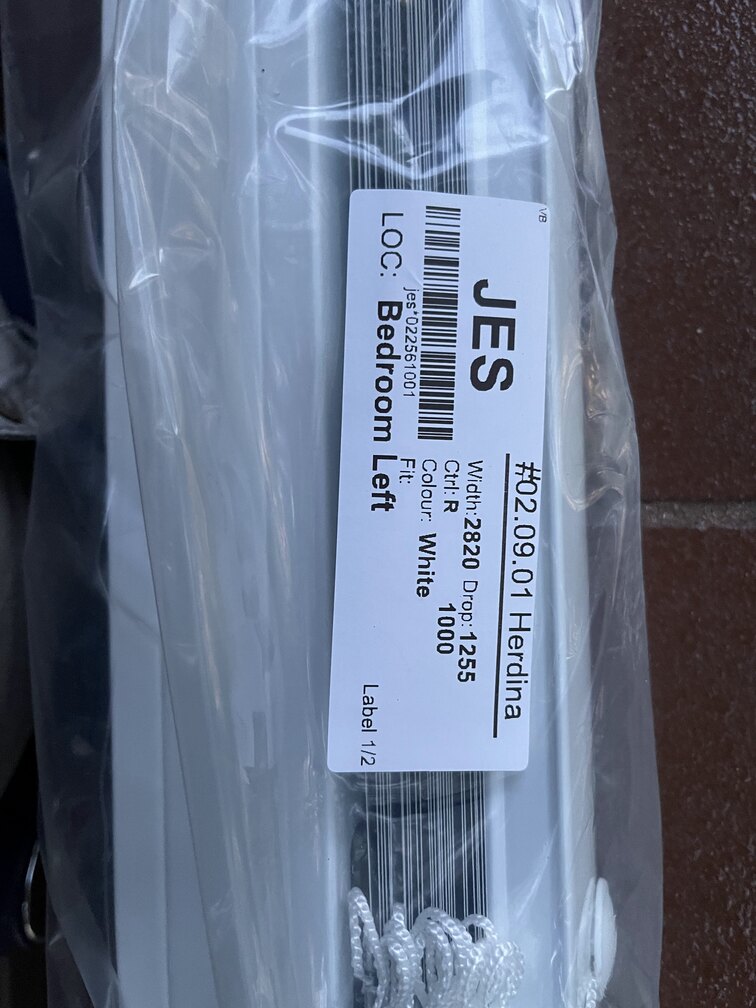 VB
JES
#02.09.01 Herdina
jes*022561001
Width: 2820 Drop: 1255
Ctrl: R 1000
Colour: White
Fit:
LOC: Bedroom Left
Label 1/2